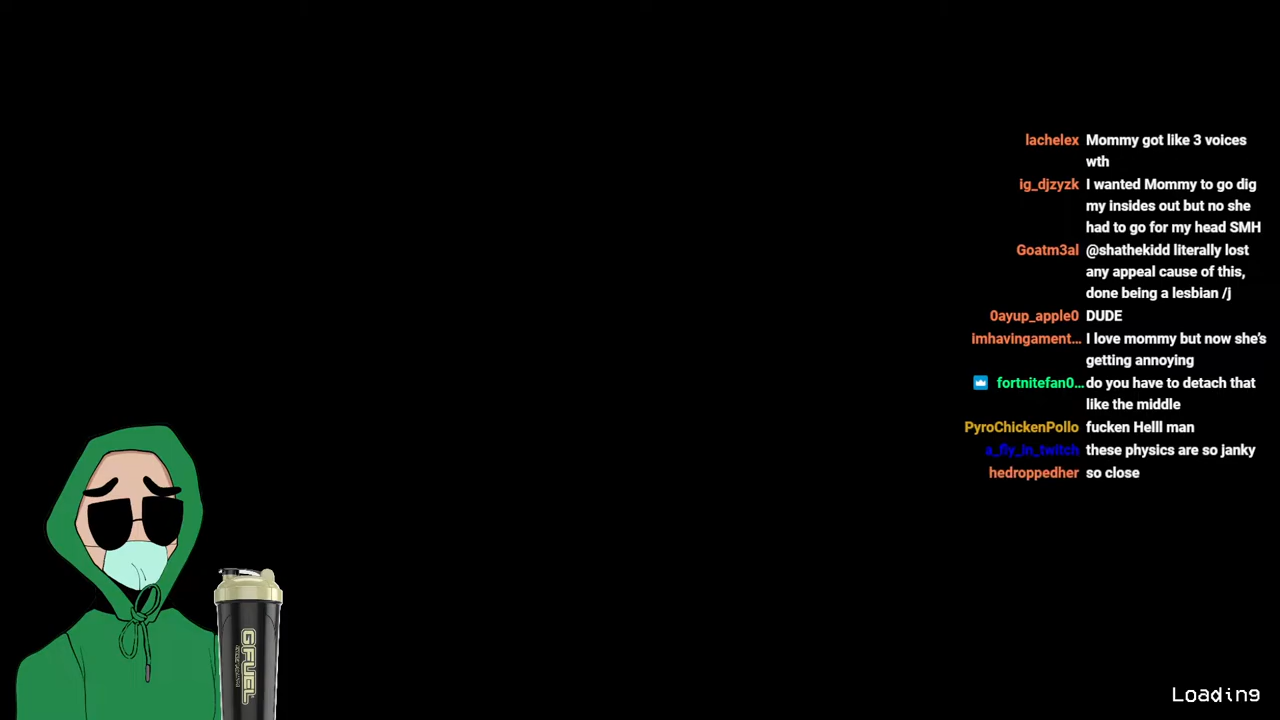 lachelex Mommy got like 3 voices
wth
ig_djzyzk I wanted Mommy to go dig
my insides out but no she
had to go for my head SMH
Goatm3al @shathekidd literally lost
any appeal cause of this,
done being a lesbian /j
0ayup_apple0 DUDE
imhavingament… I love mommy but now she's
getting annoying
fortnitefan0… do you have to detach that
like the middle
PyroChickenPollo fucken Helll man
a_fly_in_twitch these physics are so janky
hedroppedher so close
GFUEL
Loading